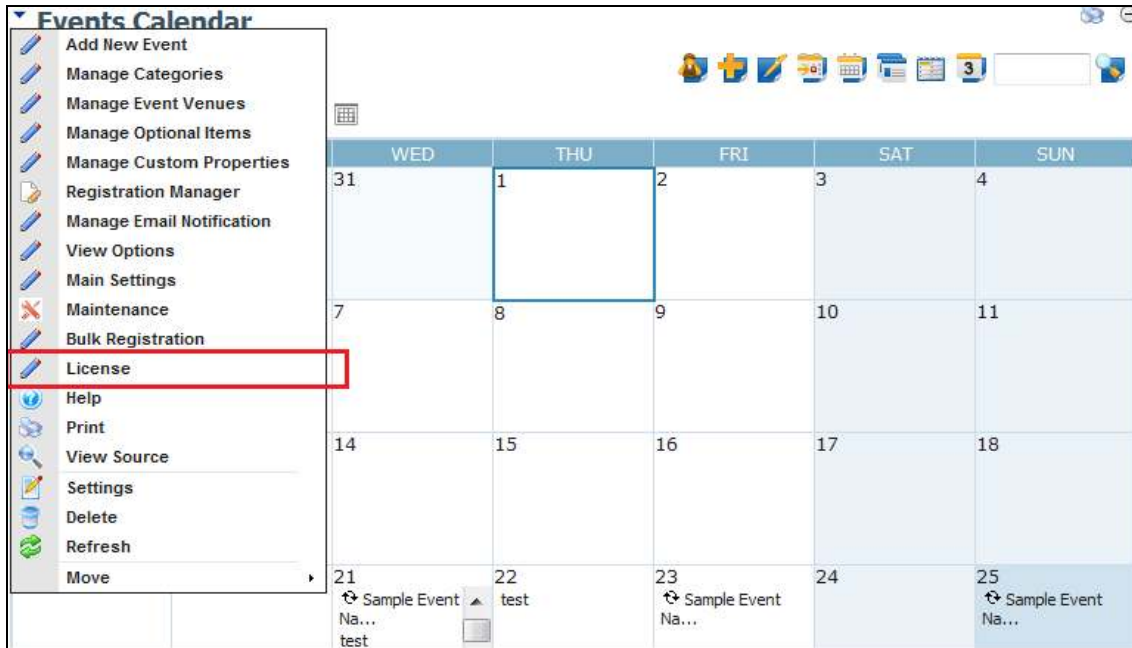 Events Calendar
Add New Event
Manage Categories
Manage Event Venues
Manage Optional Items
Manage Custom Properties
Registration Manager
Manage Email Notification
View Options
Main Settings
Maintenance
Bulk Registration
License
Help
Print
View Source
Settings
Delete
Refresh
Move
3
WED THU FRI SAT SUN
31 1 2 3 4
7 8 9 10 11
14 15 16 17 18
21 22 23 24 25
Sample Event test Sample Event Sample Event
Na... Na... Na...
test